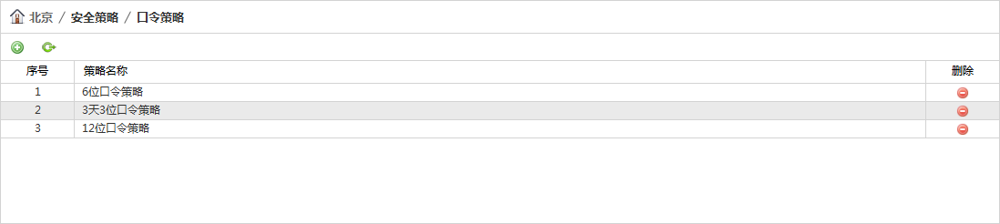 北京 / 安全策略 / 口令策略
序号 策略名称 删除
1 6位口令策略
2 3天3位口令策略
3 12位口令策略